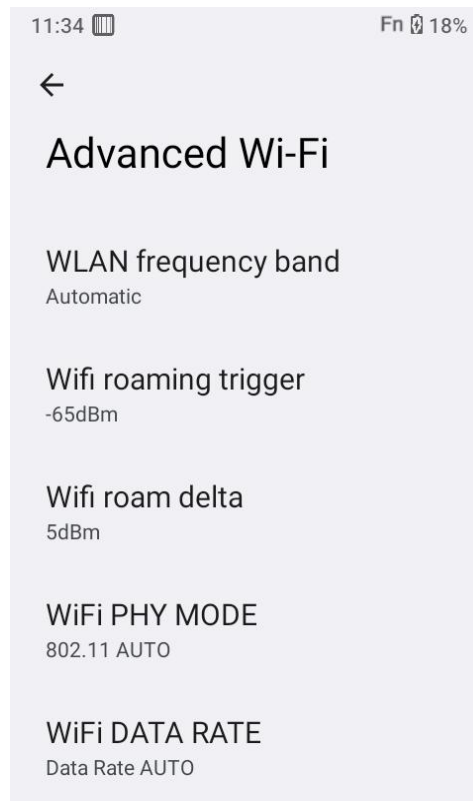 11:34 Fn 18%
Advanced Wi-Fi
WLAN frequency band
Automatic
Wifi roaming trigger
-65dBm
Wifi roam delta
5dBm
WiFi PHY MODE
802.11 AUTO
WiFi DATA RATE
Data Rate AUTO